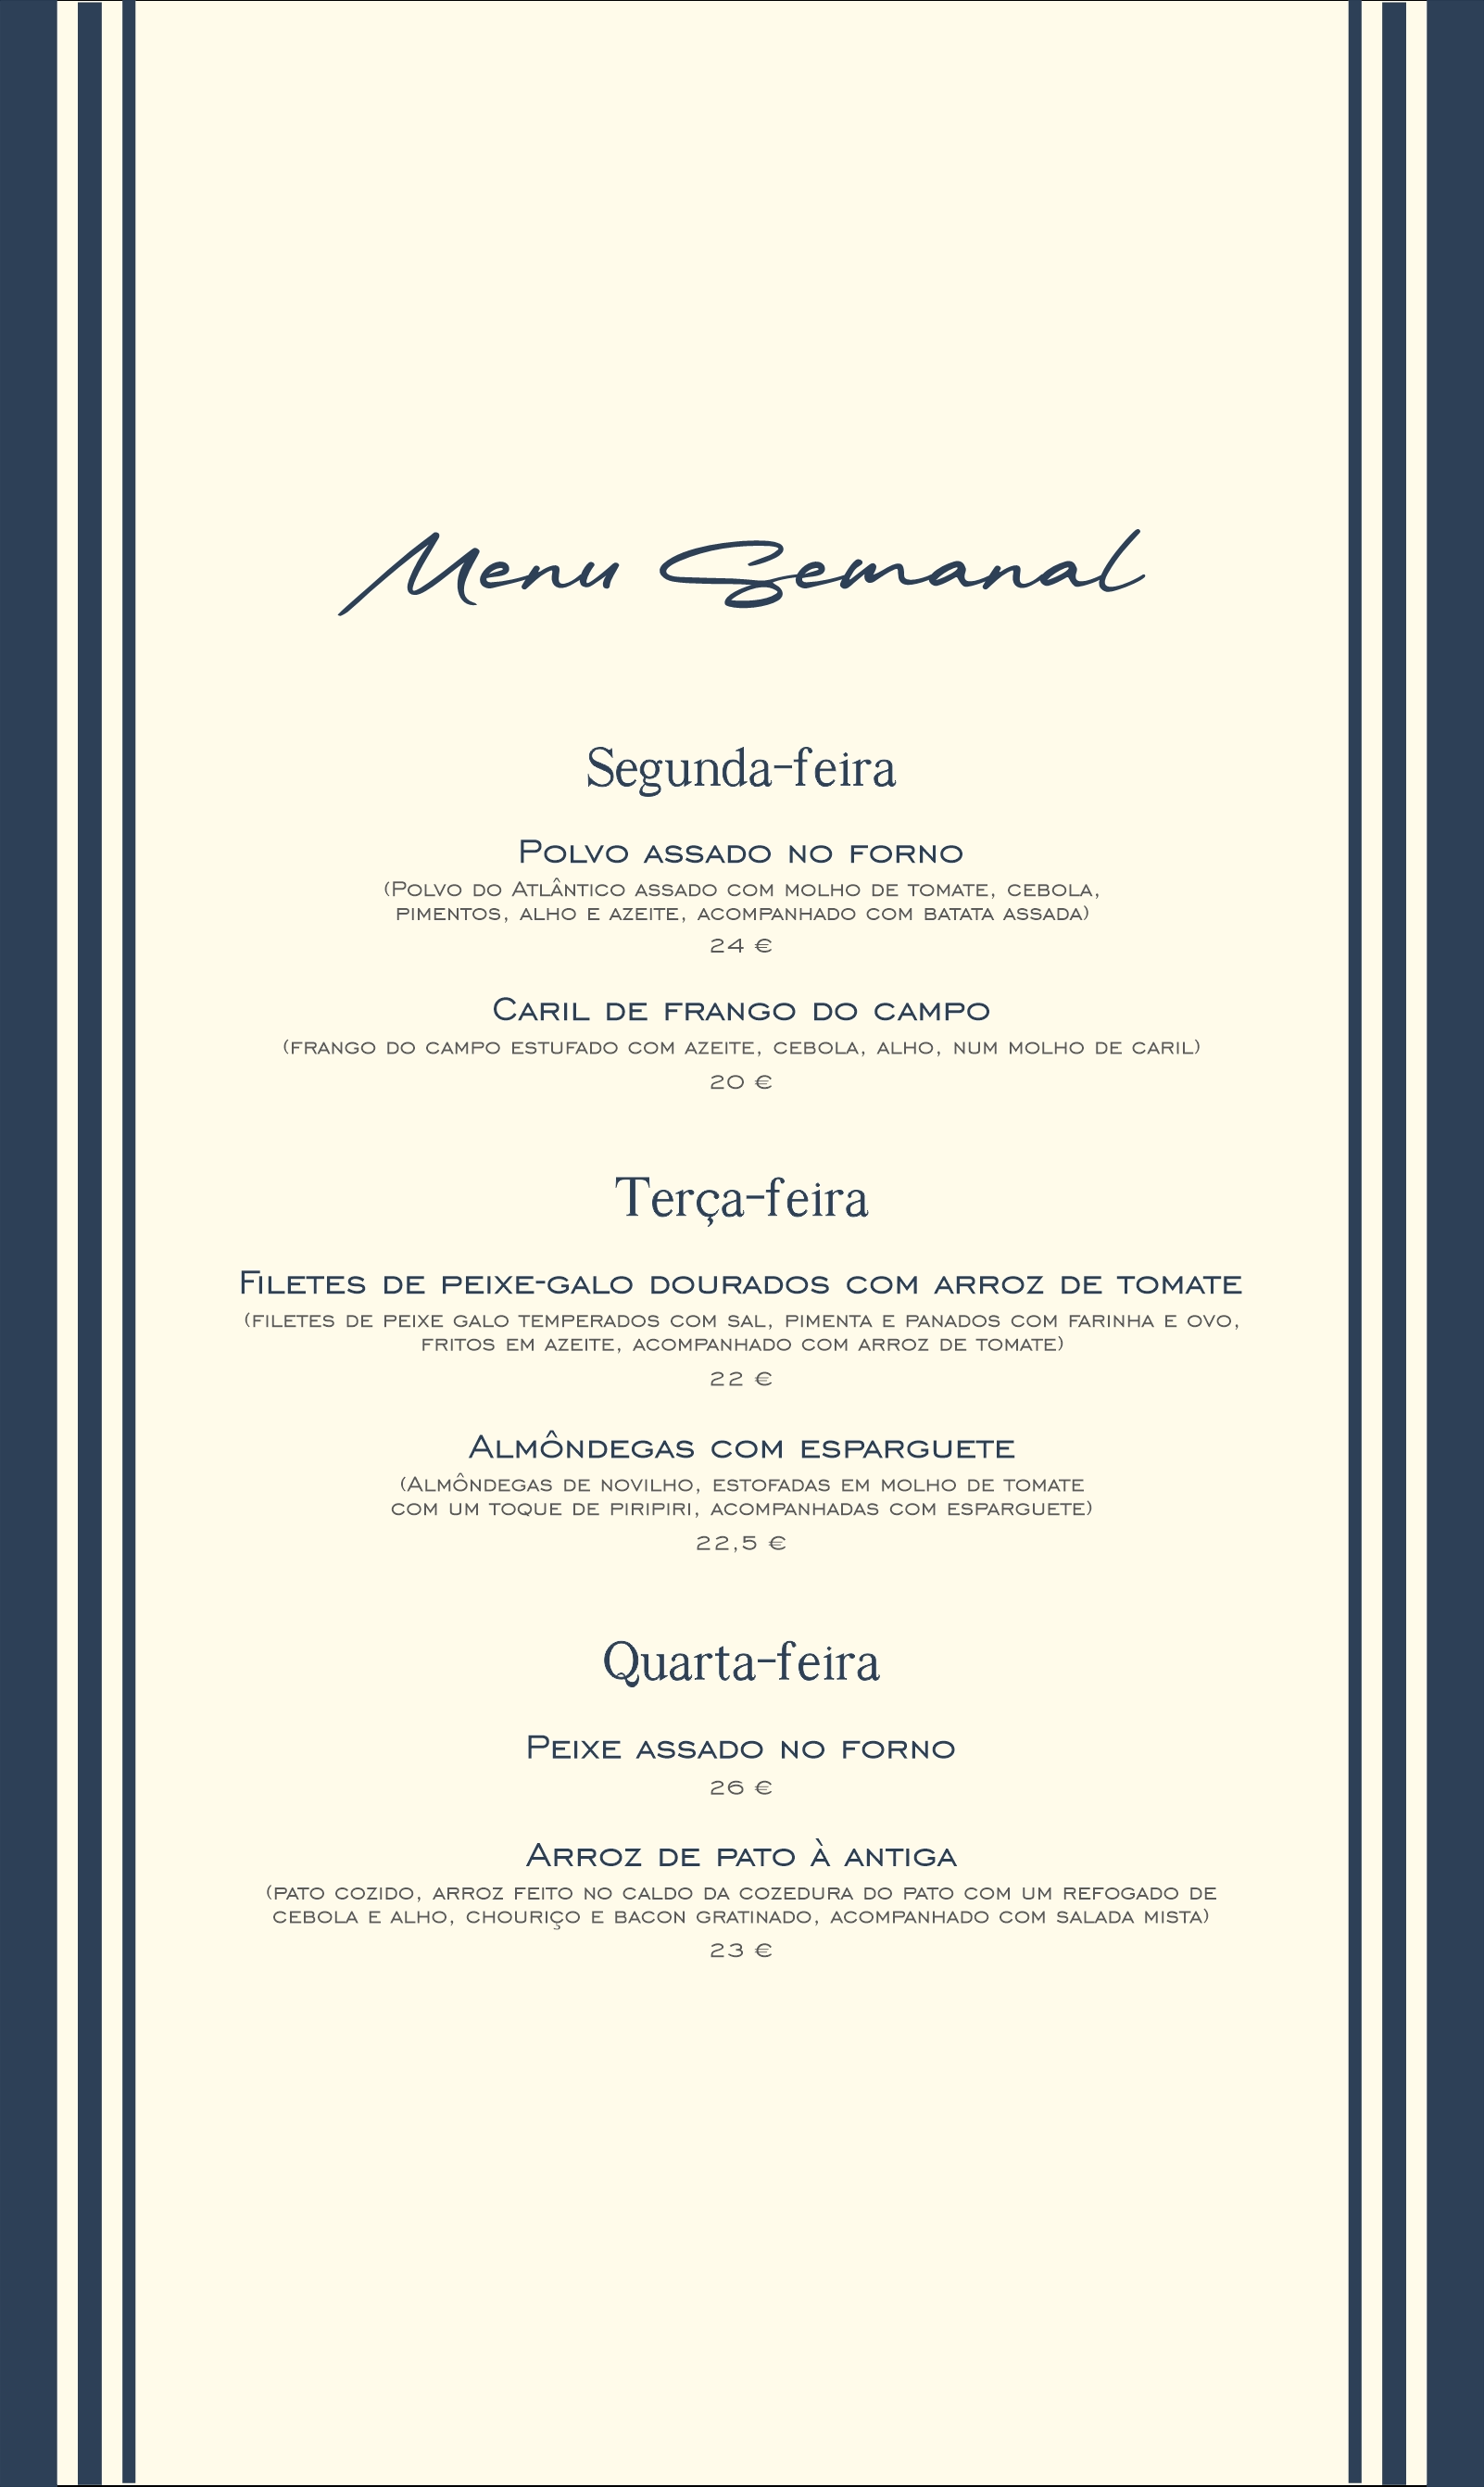 Menu Semanal
Segunda-feira
Polvo assado no forno
(Polvo do Atlântico assado com molho de tomate, cebola,
pimentos, alho e azeite, acompanhado com batata assada)
24 €
Caril de frango do campo
(frango do campo estufado com azeite, cebola, alho, num molho de caril)
20 €
Terça-feira
Filetes de peixe-galo dourados com arroz de tomate
(filetes de peixe galo temperados com sal, pimenta e panados com farinha e ovo,
fritos em azeite, acompanhado com arroz de tomate)
22 €
Almôndegas com esparguete
(Almôndegas de novilho, estofadas em molho de tomate
com um toque de piripiri, acompanhadas com esparguete)
22,5 €
Quarta-feira
Peixe assado no forno
26 €
Arroz de pato à antiga
(pato cozido, arroz feito no caldo da cozedura do pato com um refogado de
cebola e alho, chouriço e bacon gratinado, acompanhado com salada mista)
23 €